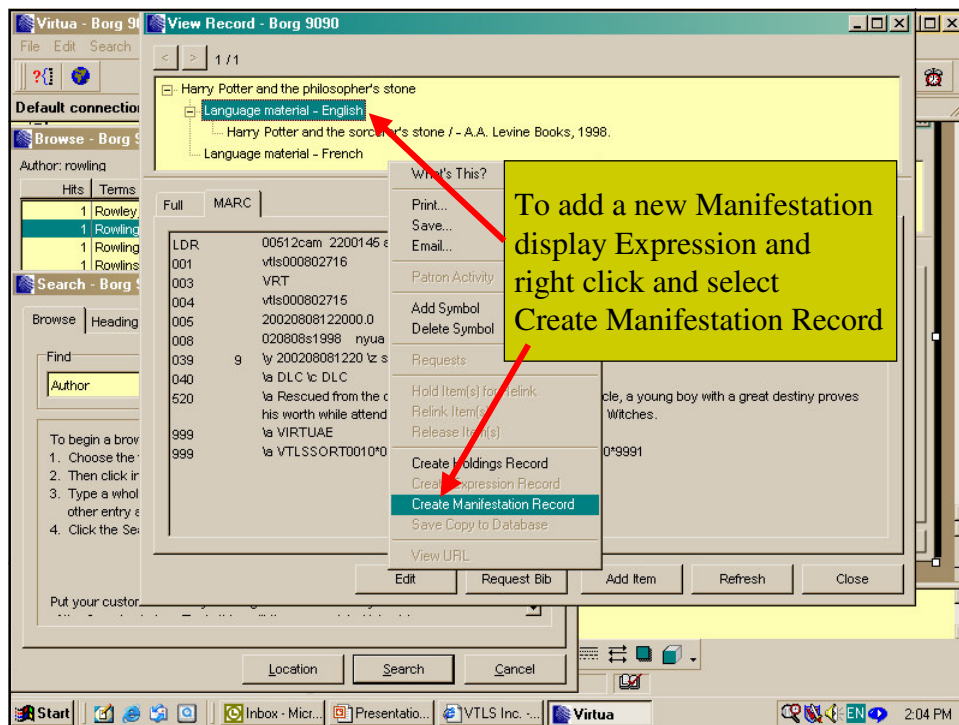 Virtua - Borg 90
View Record - Borg 9090
File Edit Search
< > 1 / 1
Harry Potter and the philosopher's stone
Language material - English
Harry Potter and the sorcerer's stone / - A.A. Levine Books, 1998.
Language material - French
Default connectio
Browse - Borg 9
Author: rowling
Hits Terms
1 Rowley,
1 Rowling
1 Rowling
1 Rowlins
Search - Borg 9
Browse Heading
Find
Author
To begin a brow
1. Choose the
2. Then click in
3. Type a whol
other entry a
4. Click the Sea
Put your custor
Location Search Cancel
Full MARC
LDR 00512cam 2200145 a
001 vtls000802716
003 VRT
004 vtls000802715
005 20020808122000.0
008 020808s1998 nyua
039 9 \y 200208081220 \z s
040 \a DLC \c DLC
520 \a Rescued from the o cle, a young boy with a great destiny proves
his worth while attend Witches.
999 \a VIRTUAE
999 \a VTLSSORT0010*0 0*9991
What's This?
Print...
Save...
Email...
Patron Activity
Add Symbol
Delete Symbol
Requests
Hold Item(s) for Relink
Relink Item(s)
Release Item(s)
Create Holdings Record
Create Expression Record
Create Manifestation Record
Save Copy to Database
View URL
To add a new Manifestation
display Expression and
right click and select
Create Manifestation Record
Edit Request Bib Add Item Refresh Close
Start Inbox - Micr... Presentatio... VTLS Inc. -... Virtua EN 2:04 PM